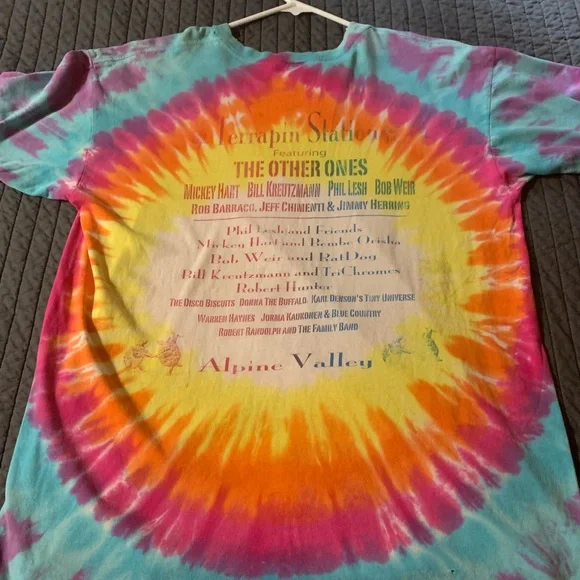 Terrapin Station
Featuring
THE OTHER ONES
MICKEY HART BILL KREUTZMANN PHIL LESH BOB WEIR
ROB BARRACO, JEFF CHIMENTI & JIMMY HERRING
Phil Lesh and Friends
Mickey Hart and Bembe Orisha
Bob Weir and RatDog
Bill Kreutzmann and TriChromes
Robert Hunter
THE DISCO BISCUITS DONNA THE BUFFALO KARL DENSON'S TINY UNIVERSE
WARREN HAYNES JORMA KAUKONEN & BLUE COUNTRY
ROBERT RANDOLPH AND THE FAMILY BAND
Alpine Valley